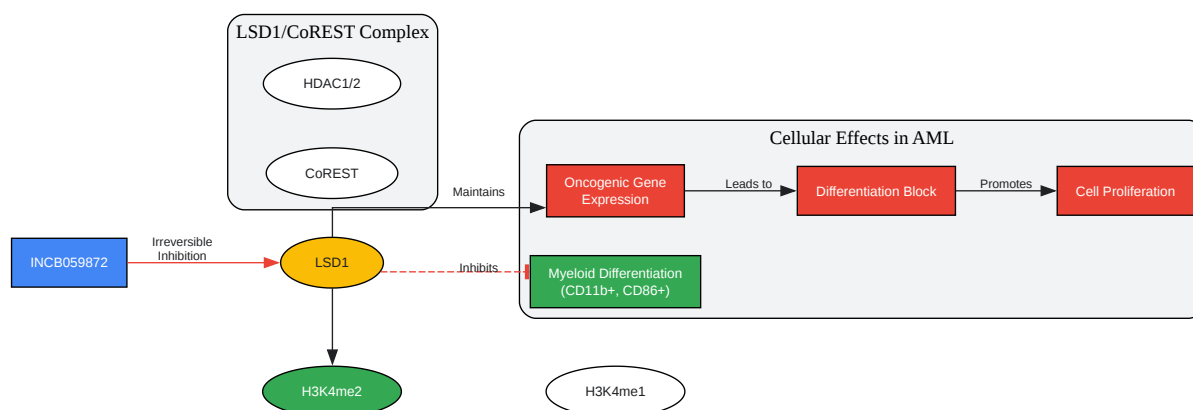 LSD1/CoREST Complex
HDAC1/2
CoREST
Cellular Effects in AML
Maintains
Oncogenic Gene
Expression
Leads to
Differentiation Block
Promotes
Cell Proliferation
INCB059872
Irreversible
Inhibition
LSD1
Inhibits
Myeloid Differentiation
(CD11b+, CD86+)
H3K4me2
H3K4me1